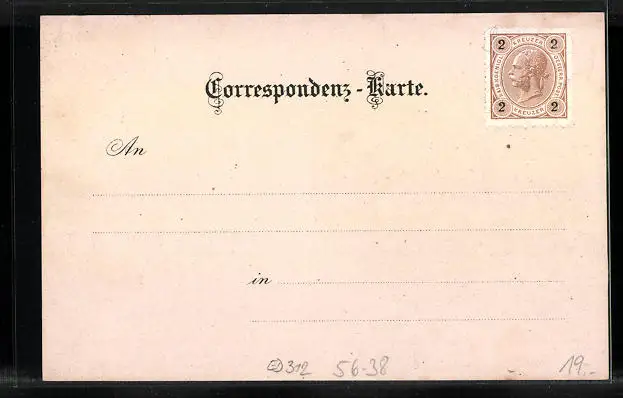 2 KREUZER 2
2 KREUZER 2
Correspondenz-Karte.
An
in
312 56-38
19.-